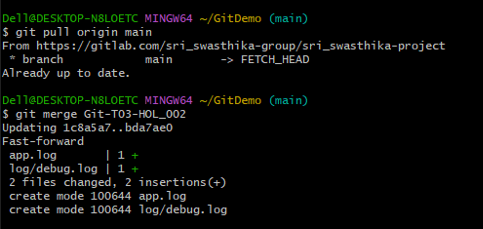 Dell@DESKTOP-N8LOETC MINGW64 ~/GitDemo (main)
$ git pull origin main
From https://gitlab.com/sri_swasthika-group/sri_swasthika-project
 * branch            main       -> FETCH_HEAD
Already up to date.

Dell@DESKTOP-N8LOETC MINGW64 ~/GitDemo (main)
$ git merge Git-T03-HOL_002
Updating 1c8a5a7..bda7ae0
Fast-forward
 app.log       | 1 +
 log/debug.log | 1 +
 2 files changed, 2 insertions(+)
 create mode 100644 app.log
 create mode 100644 log/debug.log